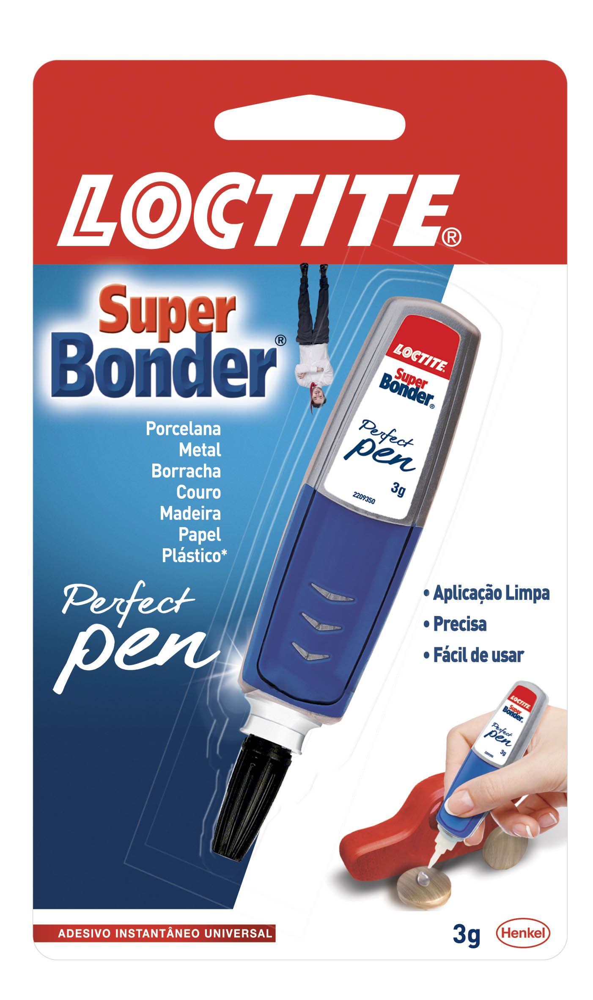 LOCTITE®
Super
Bonder®
Porcelana
Metal
Borracha
Couro
Madeira
Papel
Plástico*
Perfect
pen
LOCTITE®
Super
Bonder®
Perfect
pen
3g
2209350
• Aplicação Limpa
• Precisa
• Fácil de usar
LOCTITE
Super
Bonder®
Perfect
pen
3g
2209350
ADESIVO INSTANTÂNEO UNIVERSAL
3g
Henkel